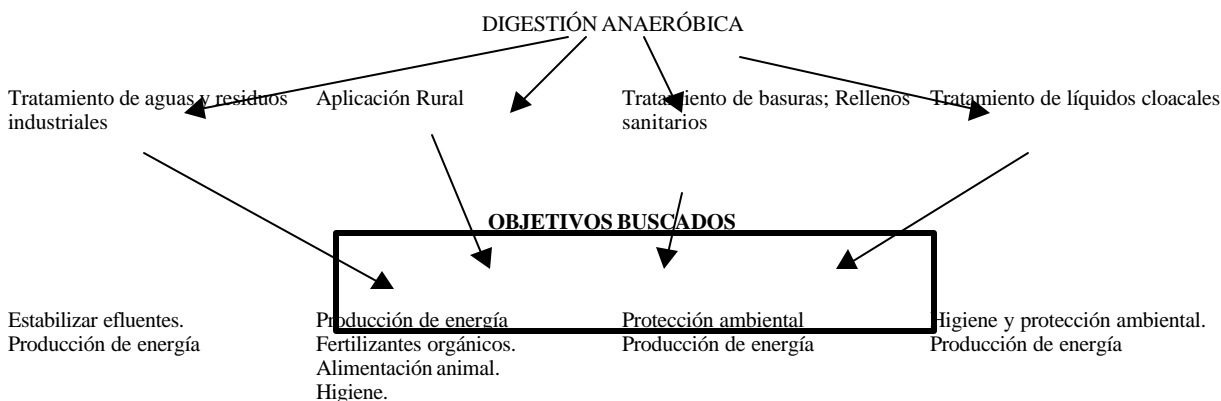 DIGESTIÓN ANAERÓBICA
Tratamiento de aguas y residuos
industriales
Aplicación Rural
Tratamiento de basuras; Rellenos
sanitarios
Tratamiento de líquidos cloacales
OBJETIVOS BUSCADOS
Estabilizar efluentes.
Producción de energía
Producción de energía
Fertilizantes orgánicos.
Alimentación animal.
Higiene.
Protección ambiental
Producción de energía
Higiene y protección ambiental.
Producción de energía